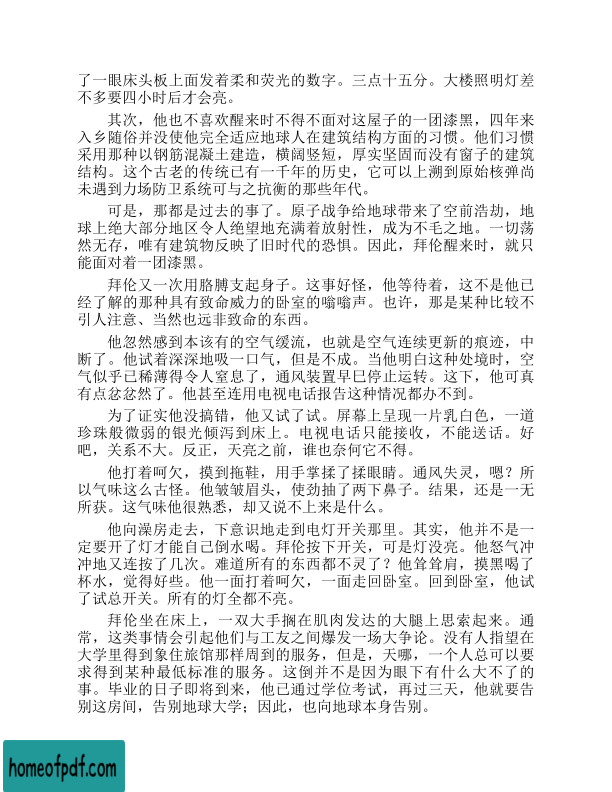 了一眼床头板上面发着柔和荧光的数字。三点十五分。大楼照明灯差
不多要四小时后才会亮。
其次，他也不喜欢醒来时不得不面对这屋子的一团漆黑，四年来
入乡随俗并没使他完全适应地球人在建筑结构方面的习惯。他们习惯
采用那种以钢筋混凝土建造，横阔竖短，厚实坚固而没有窗子的建筑
结构。这个古老的传统已有一千年的历史，它可以上溯到原始核弹尚
未遇到力场防卫系统可与之抗衡的那些年代。
可是，那都是过去的事了。原子战争给地球带来了空前浩劫，地
球上绝大部分地区令人绝望地充满着放射性，成为不毛之地。一切荡
然无存，唯有建筑物反映了旧时代的恐惧。因此，拜伦醒来时，就只
能面对着一团漆黑。
拜伦又一次用胳膊支起身子。这事好怪，他等待着，这不是他已
经了解的那种具有致命威力的卧室的嗡嗡声。也许，那是某种比较不
引人注意、当然也远非致命的东西。
他忽然感到本该有的空气缓流，也就是空气连续更新的痕迹，中
断了。他试着深深地吸一口气，但是不成。当他明白这种处境时，空
气似乎已稀薄得令人窒息了，通风装置早已停止运转。这下，他可真
有点忿忿然了。他甚至连用电视电话报告这种情况都办不到。
为了证实他没搞错，他又试了试。屏幕上呈现一片乳白色，一道
珍珠般微弱的银光倾泻到床上。电视电话只能接收，不能送话。好
吧，关系不大。反正，天亮之前，谁也奈何它不得。
他打着呵欠，摸到拖鞋，用手掌揉了揉眼睛。通风失灵，嗯？所
以气味这么古怪。他皱皱眉头，使劲抽了两下鼻子。结果，还是一无
所获。这气味他很熟悉，却又说不上来是什么。
他向澡房走去，下意识地走到电灯开关那里。其实，他并不是一
定要开了灯才能自己倒水喝。拜伦按下开关，可是灯没亮。他怒气冲
冲地又连按了几次。难道所有的东西都不灵了？他耸耸肩，摸黑喝了
杯水，觉得好些。他一面打着呵欠，一面走回卧室。回到卧室，他试
了试总开关。所有的灯全都不亮。
拜伦坐在床上，一双大手搁在肌肉发达的大腿上思索起来。通
常，这类事情会引起他们与工友之间爆发一场大争论。没有人指望在
大学里得到象住旅馆那样周到的服务，但是，天哪，一个人总可以要
求得到某种最低标准的服务。这倒并不是因为眼下有什么大不了的
事。毕业的日子即将到来，他已通过学位考试，再过三天，他就要告
别这房间，告别地球大学；因此，也向地球本身告别。
homeofpdf.com